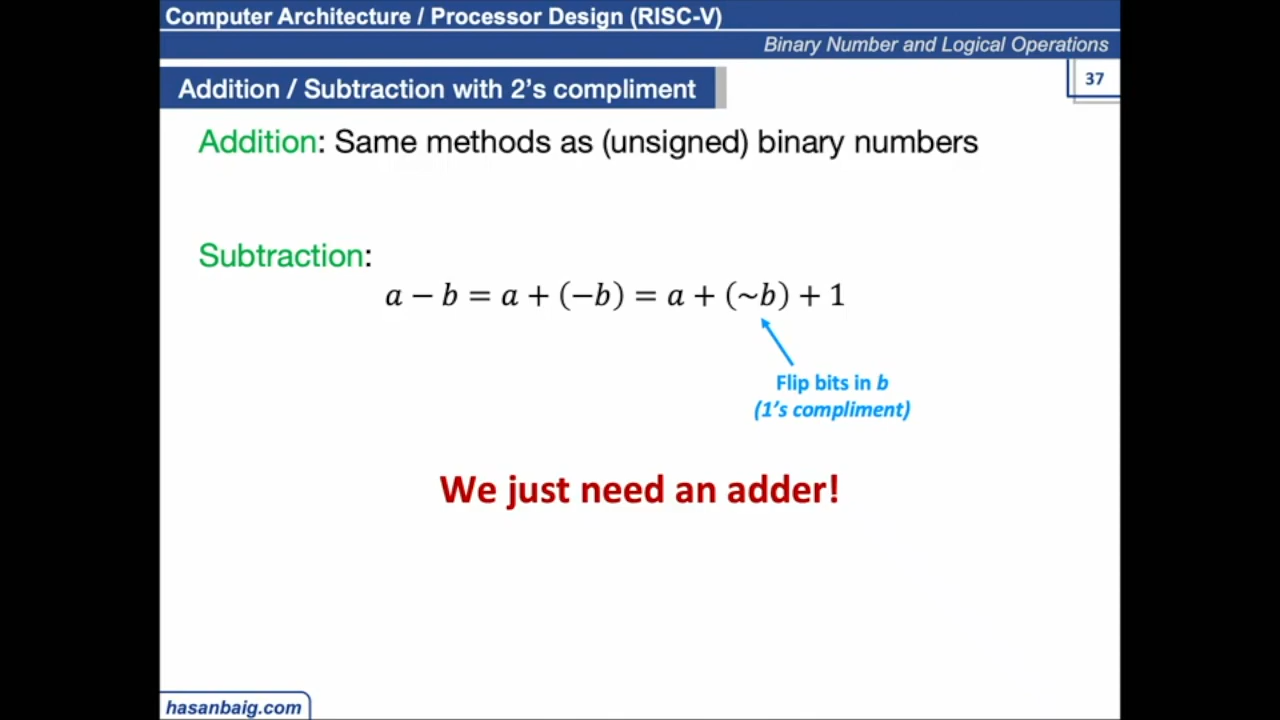 Computer Architecture / Processor Design (RISC-V)
Binary Number and Logical Operations
Addition / Subtraction with 2's compliment
37
Addition: Same methods as (unsigned) binary numbers
Subtraction:
a − b = a + (−b) = a + (~b) + 1
Flip bits in b
(1's compliment)
We just need an adder!
hasanbaig.com